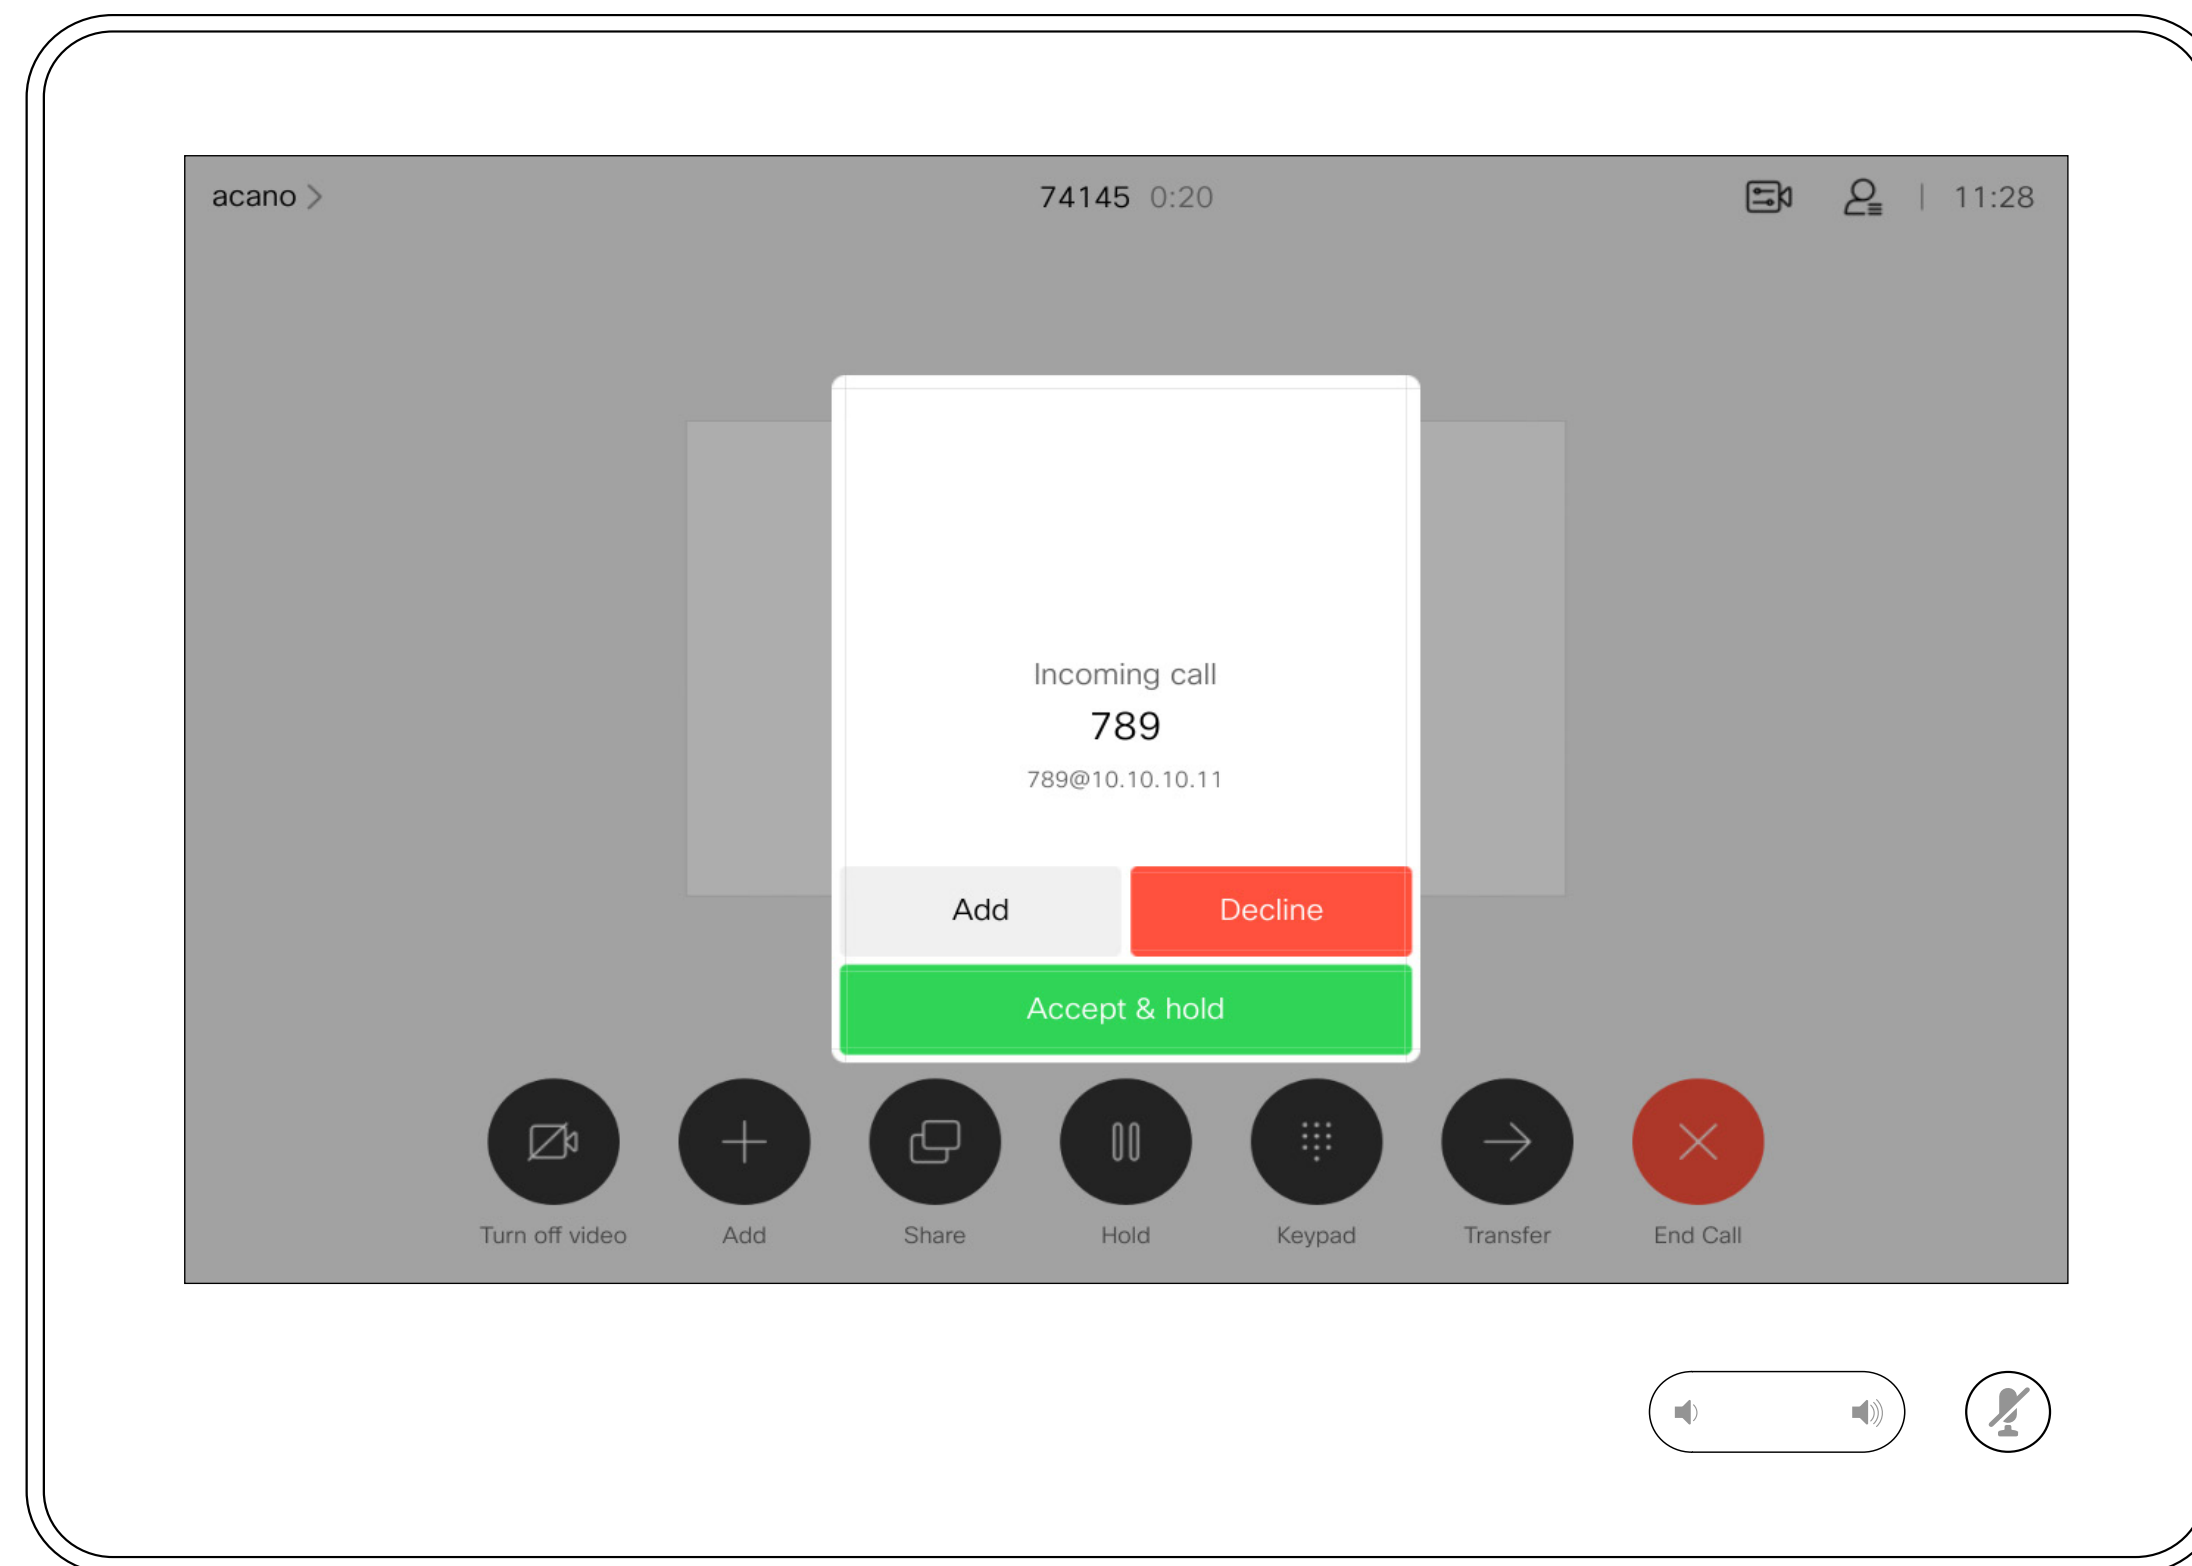 acano
74145 0:20
11:28
Incoming call
789
789@10.10.10.11
Add
Decline
Accept & hold
Turn off video
Add
Share
Hold
Keypad
Transfer
End Call